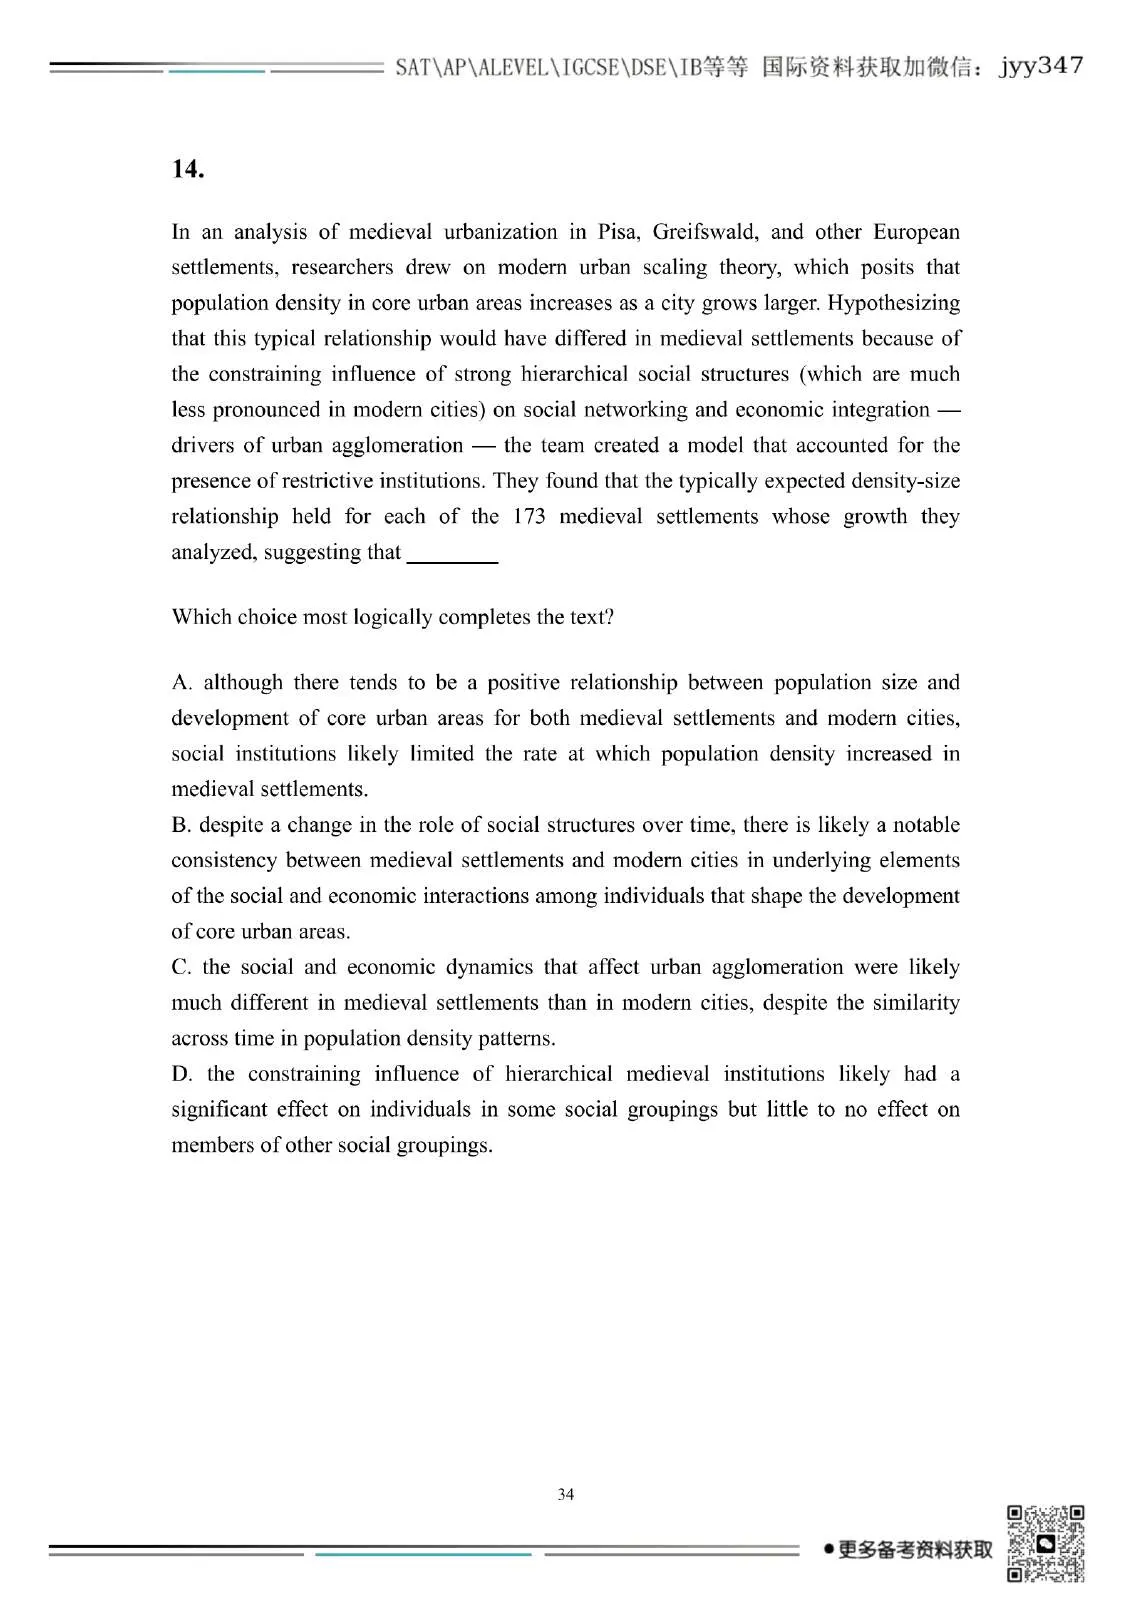 SAT\AP\ALEVEL\IGCSE\DSE\IB等等 国际资料获取加微信：jyy347
14.
In an analysis of medieval urbanization in Pisa, Greifswald, and other European
settlements, researchers drew on modern urban scaling theory, which posits that
population density in core urban areas increases as a city grows larger. Hypothesizing
that this typical relationship would have differed in medieval settlements because of
the constraining influence of strong hierarchical social structures (which are much
less pronounced in modern cities) on social networking and economic integration —
drivers of urban agglomeration — the team created a model that accounted for the
presence of restrictive institutions. They found that the typically expected density-size
relationship held for each of the 173 medieval settlements whose growth they
analyzed, suggesting that ________
Which choice most logically completes the text?
A. although there tends to be a positive relationship between population size and
development of core urban areas for both medieval settlements and modern cities,
social institutions likely limited the rate at which population density increased in
medieval settlements.
B. despite a change in the role of social structures over time, there is likely a notable
consistency between medieval settlements and modern cities in underlying elements
of the social and economic interactions among individuals that shape the development
of core urban areas.
C. the social and economic dynamics that affect urban agglomeration were likely
much different in medieval settlements than in modern cities, despite the similarity
across time in population density patterns.
D. the constraining influence of hierarchical medieval institutions likely had a
significant effect on individuals in some social groupings but little to no effect on
members of other social groupings.
34
●更多备考资料获取